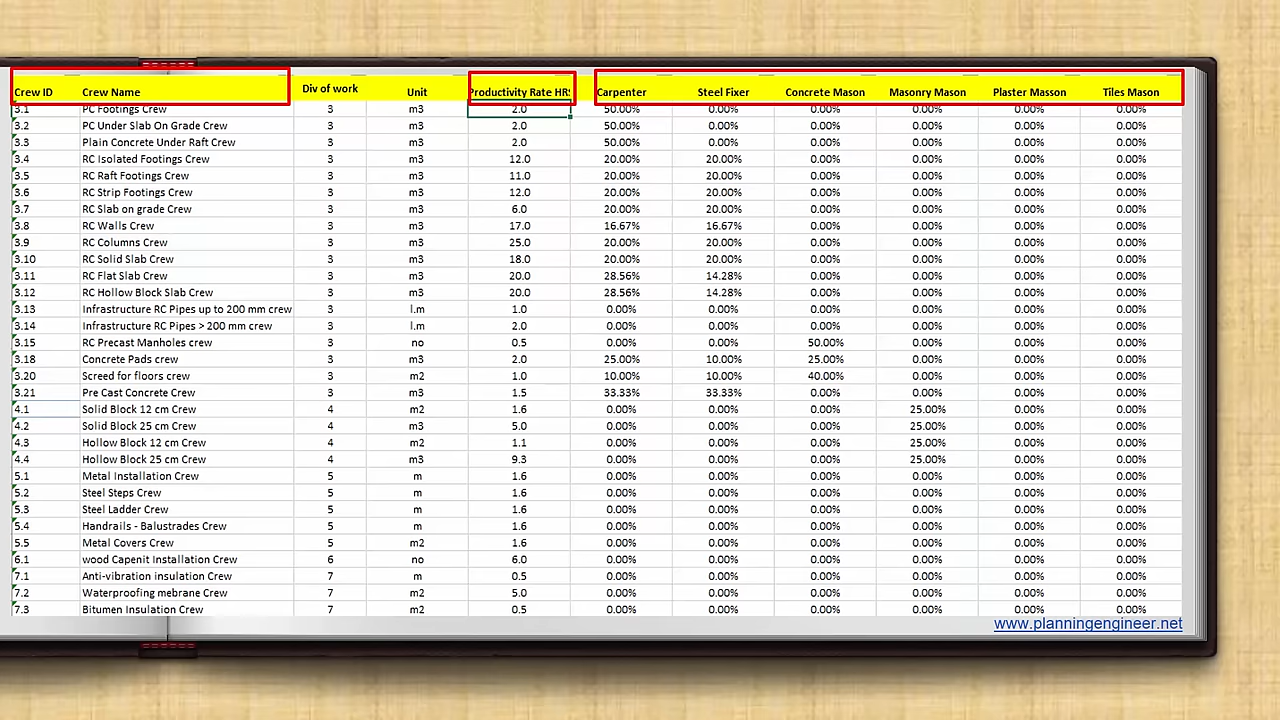 Crew ID Crew Name Div of work Unit Productivity Rate HRS Carpenter Steel Fixer Concrete Mason Masonry Mason Plaster Masson Tiles Mason
3.1 PC Footings Crew 3 m3 2.0 50.00% 0.00% 0.00% 0.00% 0.00% 0.00%
3.2 PC Under Slab On Grade Crew 3 m3 2.0 50.00% 0.00% 0.00% 0.00% 0.00% 0.00%
3.3 Plain Concrete Under Raft Crew 3 m3 2.0 50.00% 0.00% 0.00% 0.00% 0.00% 0.00%
3.4 RC Isolated Footings Crew 3 m3 12.0 20.00% 20.00% 0.00% 0.00% 0.00% 0.00%
3.5 RC Raft Footings Crew 3 m3 11.0 20.00% 20.00% 0.00% 0.00% 0.00% 0.00%
3.6 RC Strip Footings Crew 3 m3 12.0 20.00% 20.00% 0.00% 0.00% 0.00% 0.00%
3.7 RC Slab on grade Crew 3 m3 6.0 20.00% 20.00% 0.00% 0.00% 0.00% 0.00%
3.8 RC Walls Crew 3 m3 17.0 16.67% 16.67% 0.00% 0.00% 0.00% 0.00%
3.9 RC Columns Crew 3 m3 25.0 20.00% 20.00% 0.00% 0.00% 0.00% 0.00%
3.10 RC Solid Slab Crew 3 m3 18.0 20.00% 20.00% 0.00% 0.00% 0.00% 0.00%
3.11 RC Flat Slab Crew 3 m3 20.0 28.56% 14.28% 0.00% 0.00% 0.00% 0.00%
3.12 RC Hollow Block Slab Crew 3 m3 20.0 28.56% 14.28% 0.00% 0.00% 0.00% 0.00%
3.13 Infrastructure RC Pipes up to 200 mm crew 3 l.m 1.0 0.00% 0.00% 0.00% 0.00% 0.00% 0.00%
3.14 Infrastructure RC Pipes > 200 mm crew 3 l.m 2.0 0.00% 0.00% 0.00% 0.00% 0.00% 0.00%
3.15 RC Precast Manholes crew 3 no 0.5 0.00% 0.00% 50.00% 0.00% 0.00% 0.00%
3.18 Concrete Pads crew 3 m3 2.0 25.00% 10.00% 25.00% 0.00% 0.00% 0.00%
3.20 Screed for floors crew 3 m2 1.0 10.00% 10.00% 40.00% 0.00% 0.00% 0.00%
3.21 Pre Cast Concrete Crew 3 m3 1.5 33.33% 33.33% 0.00% 0.00% 0.00% 0.00%
4.1 Solid Block 12 cm Crew 4 m2 1.6 0.00% 0.00% 0.00% 25.00% 0.00% 0.00%
4.2 Solid Block 25 cm Crew 4 m3 5.0 0.00% 0.00% 0.00% 25.00% 0.00% 0.00%
4.3 Hollow Block 12 cm Crew 4 m2 1.1 0.00% 0.00% 0.00% 25.00% 0.00% 0.00%
4.4 Hollow Block 25 cm Crew 4 m3 9.3 0.00% 0.00% 0.00% 25.00% 0.00% 0.00%
5.1 Metal Installation Crew 5 m 1.6 0.00% 0.00% 0.00% 0.00% 0.00% 0.00%
5.2 Steel Steps Crew 5 m 1.6 0.00% 0.00% 0.00% 0.00% 0.00% 0.00%
5.3 Steel Ladder Crew 5 m 1.6 0.00% 0.00% 0.00% 0.00% 0.00% 0.00%
5.4 Handrails - Balustrades Crew 5 m 1.6 0.00% 0.00% 0.00% 0.00% 0.00% 0.00%
5.5 Metal Covers Crew 5 m2 1.6 0.00% 0.00% 0.00% 0.00% 0.00% 0.00%
6.1 wood Capenit Installation Crew 6 no 6.0 0.00% 0.00% 0.00% 0.00% 0.00% 0.00%
7.1 Anti-vibration insulation Crew 7 m 0.5 0.00% 0.00% 0.00% 0.00% 0.00% 0.00%
7.2 Waterproofing mebrane Crew 7 m2 5.0 0.00% 0.00% 0.00% 0.00% 0.00% 0.00%
7.3 Bitumen Insulation Crew 7 m2 0.5 0.00% 0.00% 0.00% 0.00% 0.00% 0.00%
www.planningengineer.net